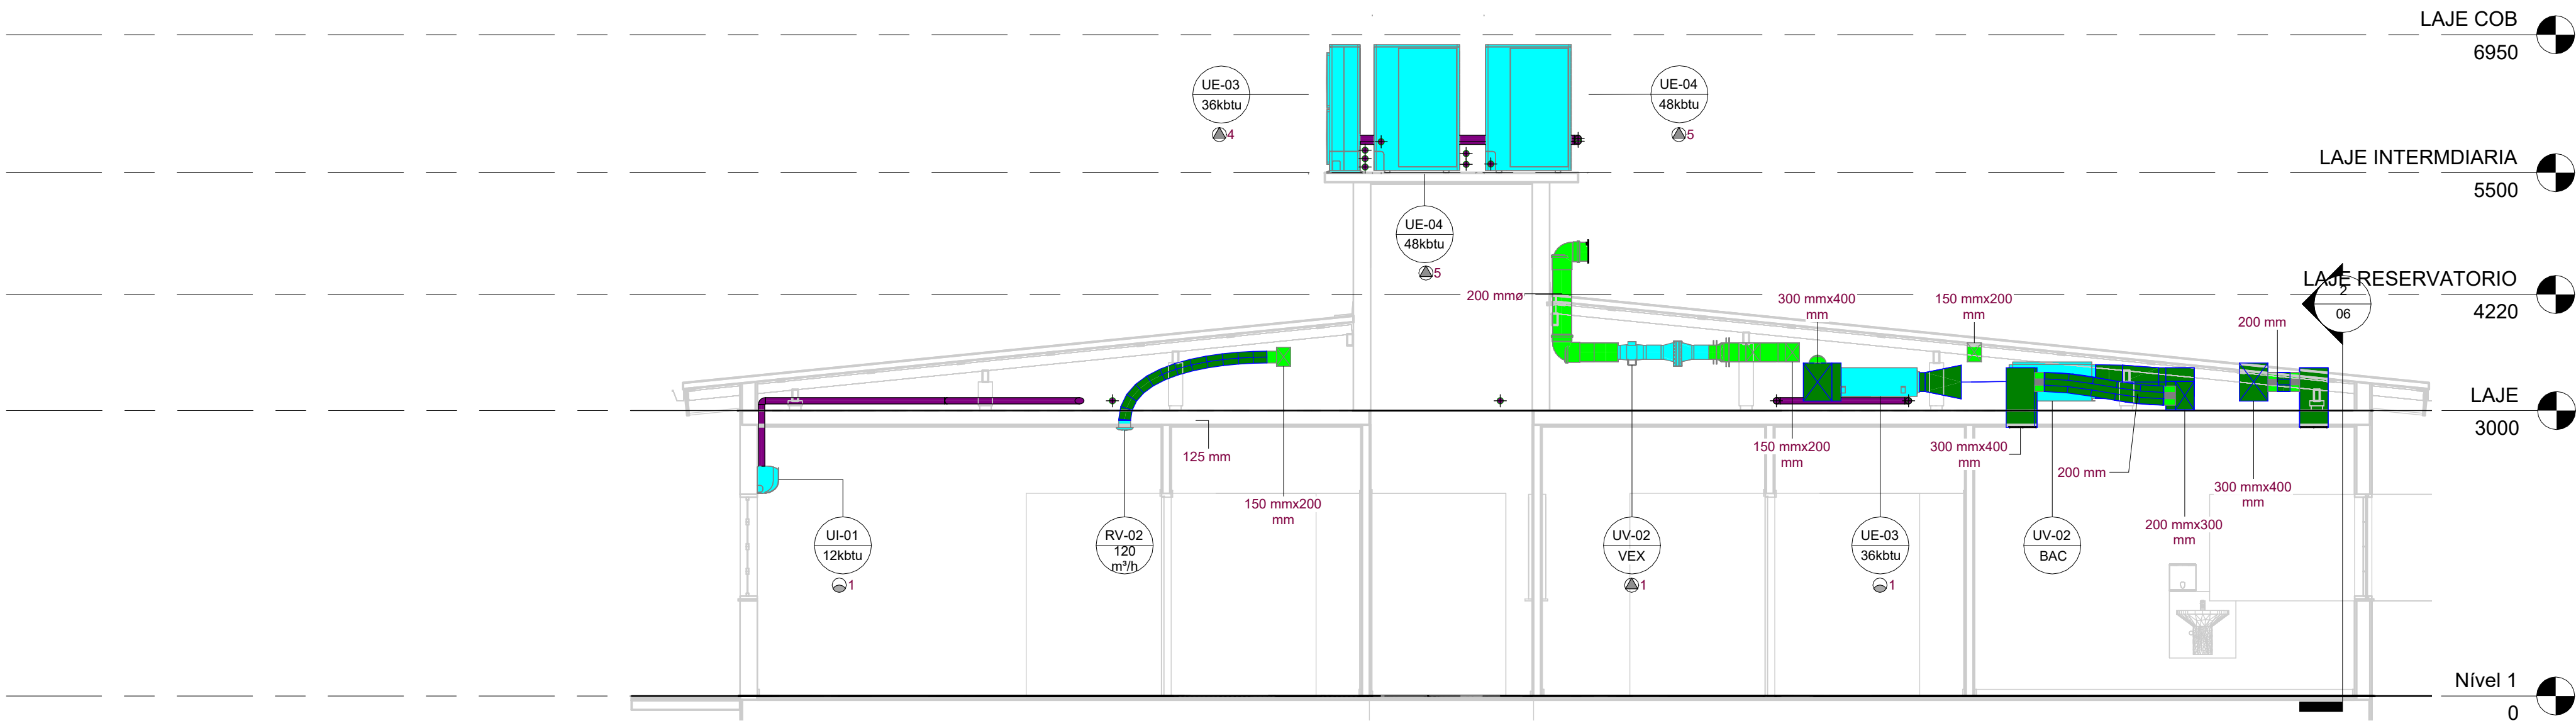 LAJE COB
6950
UE-03
36kbtu
4
UE-04
48kbtu
5
LAJE INTERMDIARIA
5500
UE-04
48kbtu
5
LAJE RESERVATORIO
4220
2
06
200 mmø
300 mmx400
mm
150 mmx200
mm
200 mm
LAJE
3000
125 mm
150 mmx200
mm
150 mmx200
mm
300 mmx400
mm
200 mm
300 mmx400
mm
200 mmx300
mm
UI-01
12kbtu
1
RV-02
120
m³/h
UV-02
VEX
1
UE-03
36kbtu
1
UV-02
BAC
Nível 1
0